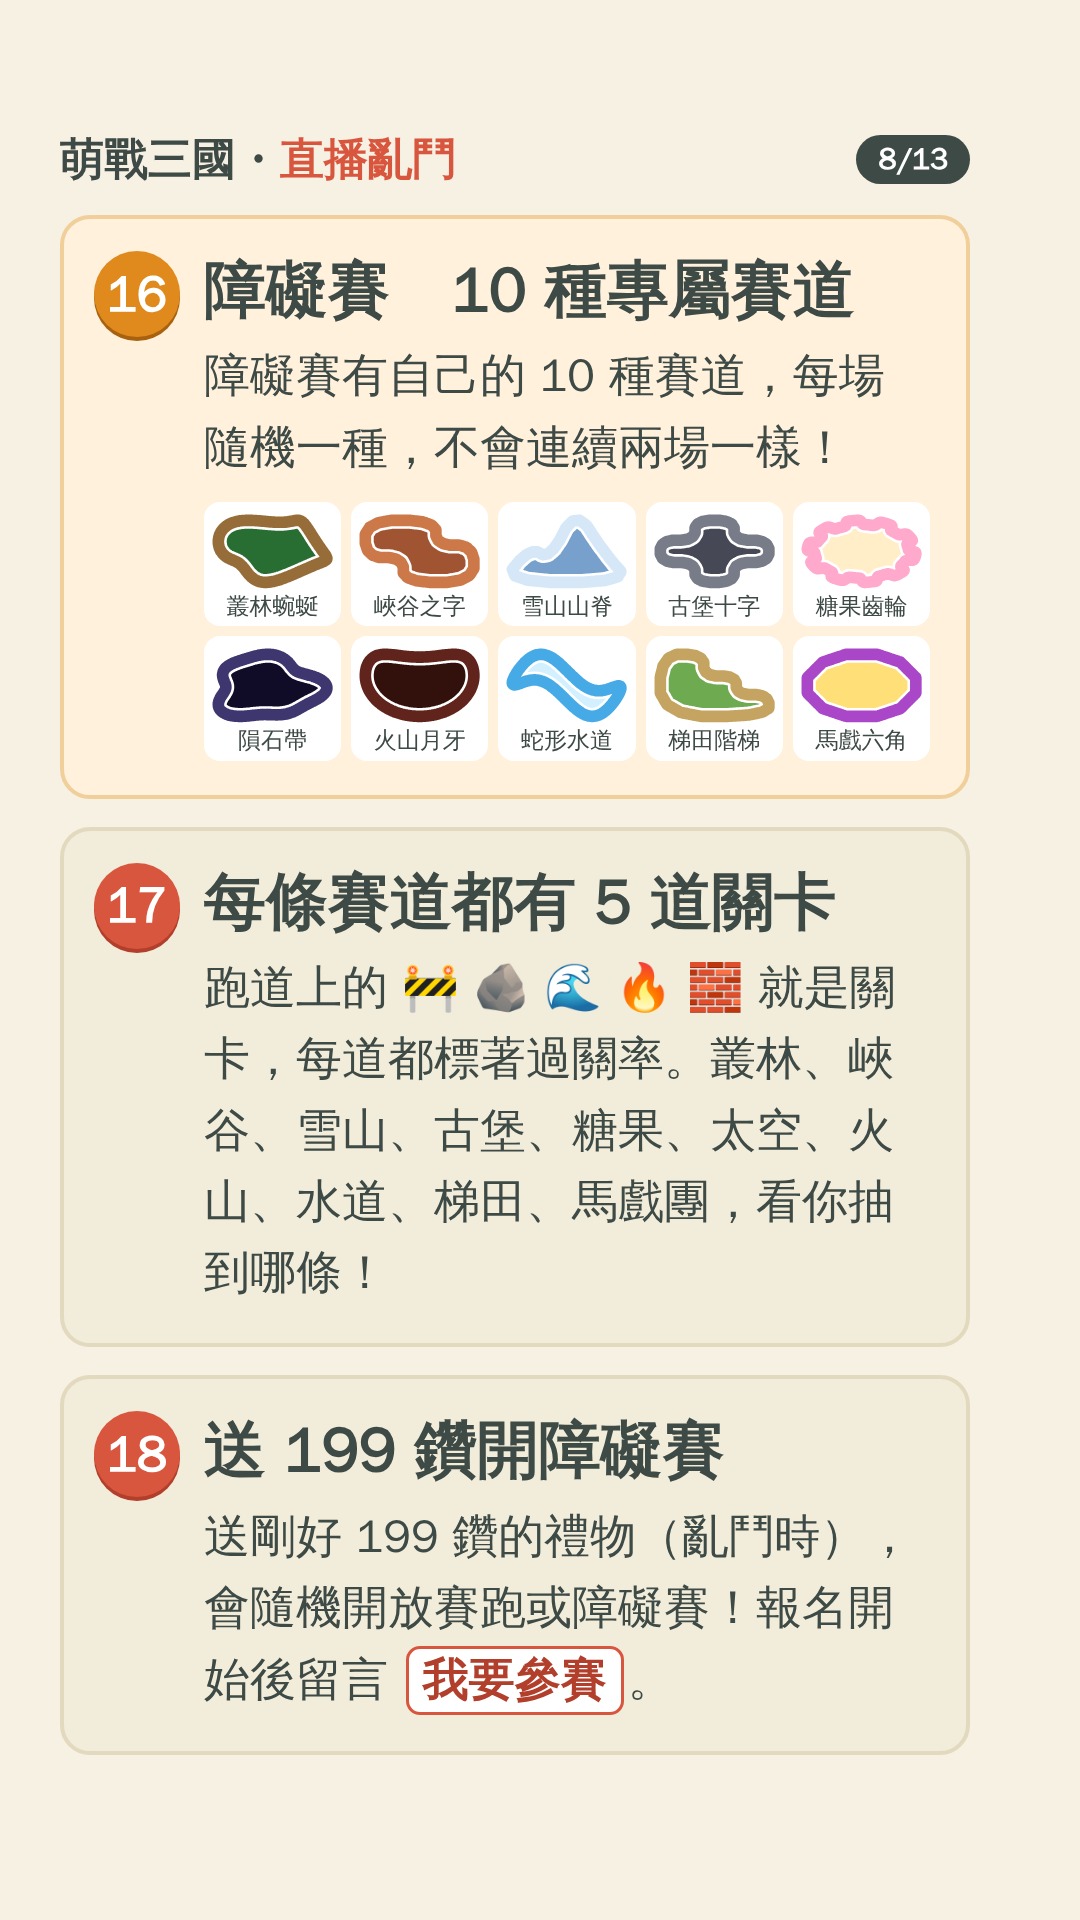 萌戰三國・直播亂鬥
8/13
16
障礙賽　10 種專屬賽道
障礙賽有自己的 10 種賽道，每場
隨機一種，不會連續兩場一樣！
叢林蜿蜒
峽谷之字
雪山山脊
古堡十字
糖果齒輪
隕石帶
火山月牙
蛇形水道
梯田階梯
馬戲六角
17
每條賽道都有 5 道關卡
跑道上的 🚧 🪨 🌊 🔥 🧱 就是關
卡，每道都標著過關率。叢林、峽
谷、雪山、古堡、糖果、太空、火
山、水道、梯田、馬戲團，看你抽
到哪條！
18
送 199 鑽開障礙賽
送剛好 199 鑽的禮物（亂鬥時），
會隨機開放賽跑或障礙賽！報名開
始後留言 我要參賽。